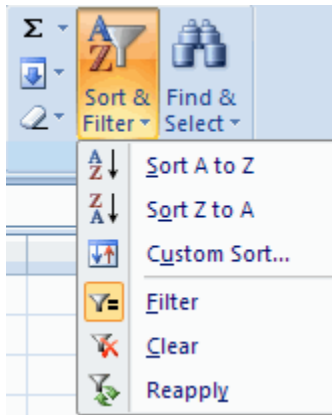 Σ
A
Z
Sort & Find &
Filter Select
A
Z
Sort A to Z
Z
A
Sort Z to A
Custom Sort...
Filter
Clear
Reapply